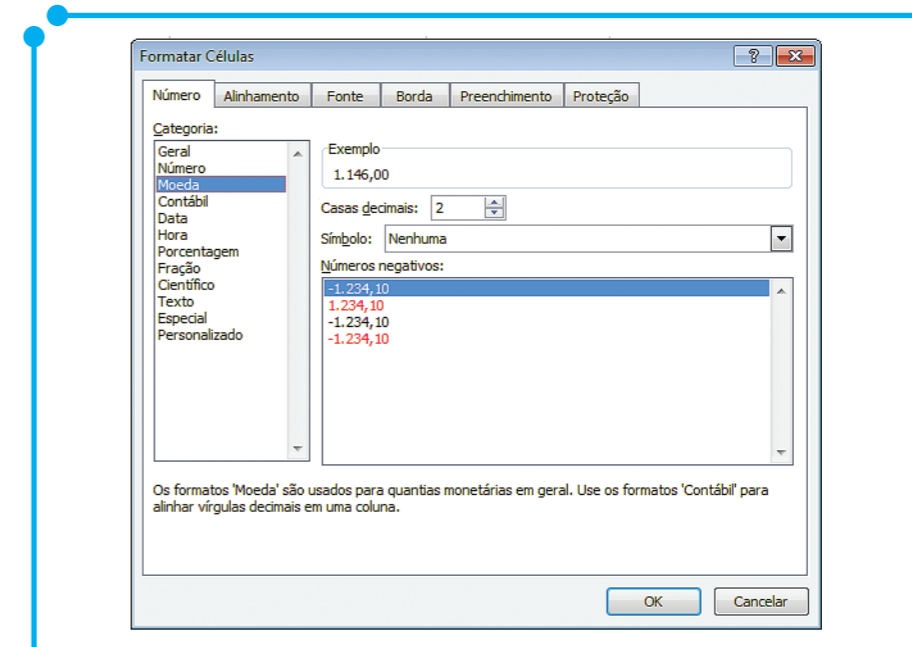 Formatar Células
Número Alinhamento Fonte Borda Preenchimento Proteção
Categoria:
Geral
Número
Moeda
Contábil
Data
Hora
Porcentagem
Fração
Científico
Texto
Especial
Personalizado
Exemplo
1.146,00
Casas decimais: 2
Símbolo: Nenhuma
Números negativos:
-1.234,10
1.234,10
-1.234,10
-1.234,10
Os formatos 'Moeda' são usados para quantias monetárias em geral. Use os formatos 'Contábil' para
alinhar vírgulas decimais em uma coluna.
OK Cancelar